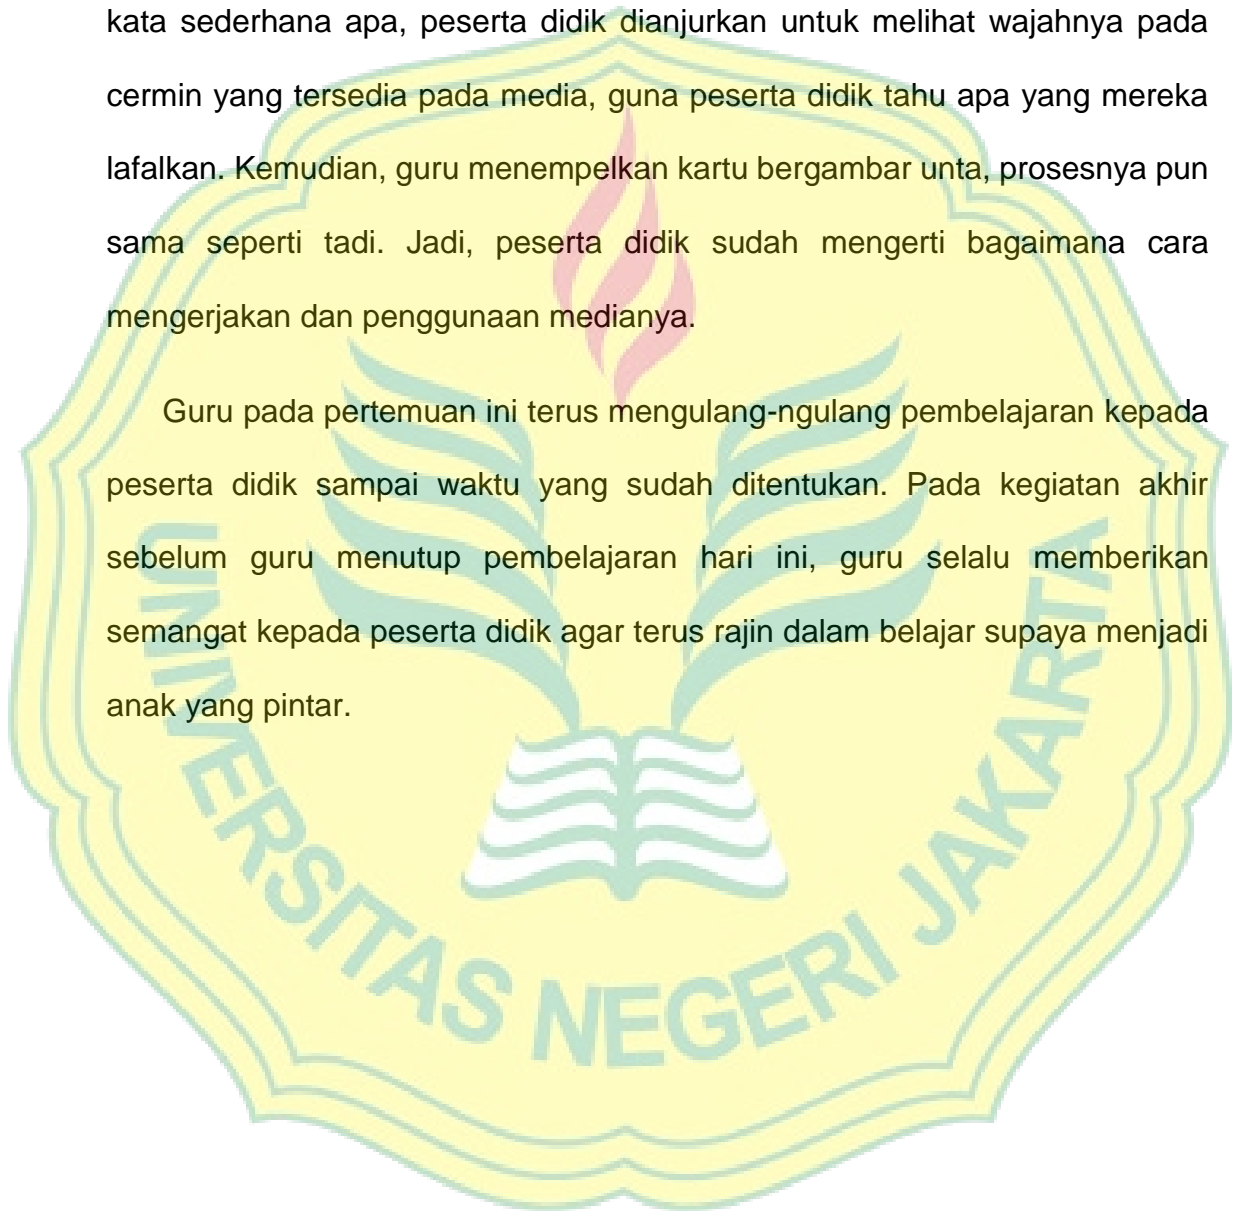 kata sederhana apa, peserta didik dianjurkan untuk melihat wajahnya pada
cermin yang tersedia pada media, guna peserta didik tahu apa yang mereka
lafalkan. Kemudian, guru menempelkan kartu bergambar unta, prosesnya pun
sama seperti tadi. Jadi, peserta didik sudah mengerti bagaimana cara
mengerjakan dan penggunaan medianya.
Guru pada pertemuan ini terus mengulang-ngulang pembelajaran kepada
peserta didik sampai waktu yang sudah ditentukan. Pada kegiatan akhir
sebelum guru menutup pembelajaran hari ini, guru selalu memberikan
semangat kepada peserta didik agar terus rajin dalam belajar supaya menjadi
anak yang pintar.
UNIVERSITAS NEGERI JAKARTA